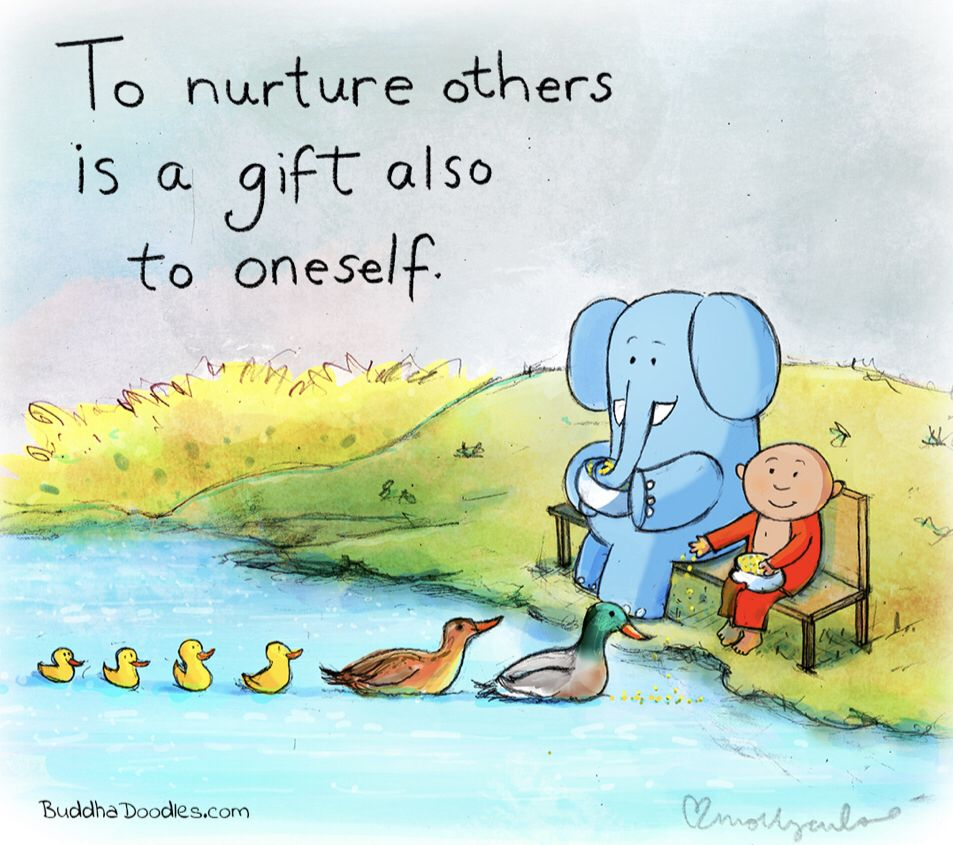 To nurture others
is a gift also
to oneself.
BuddhaDoodles.com